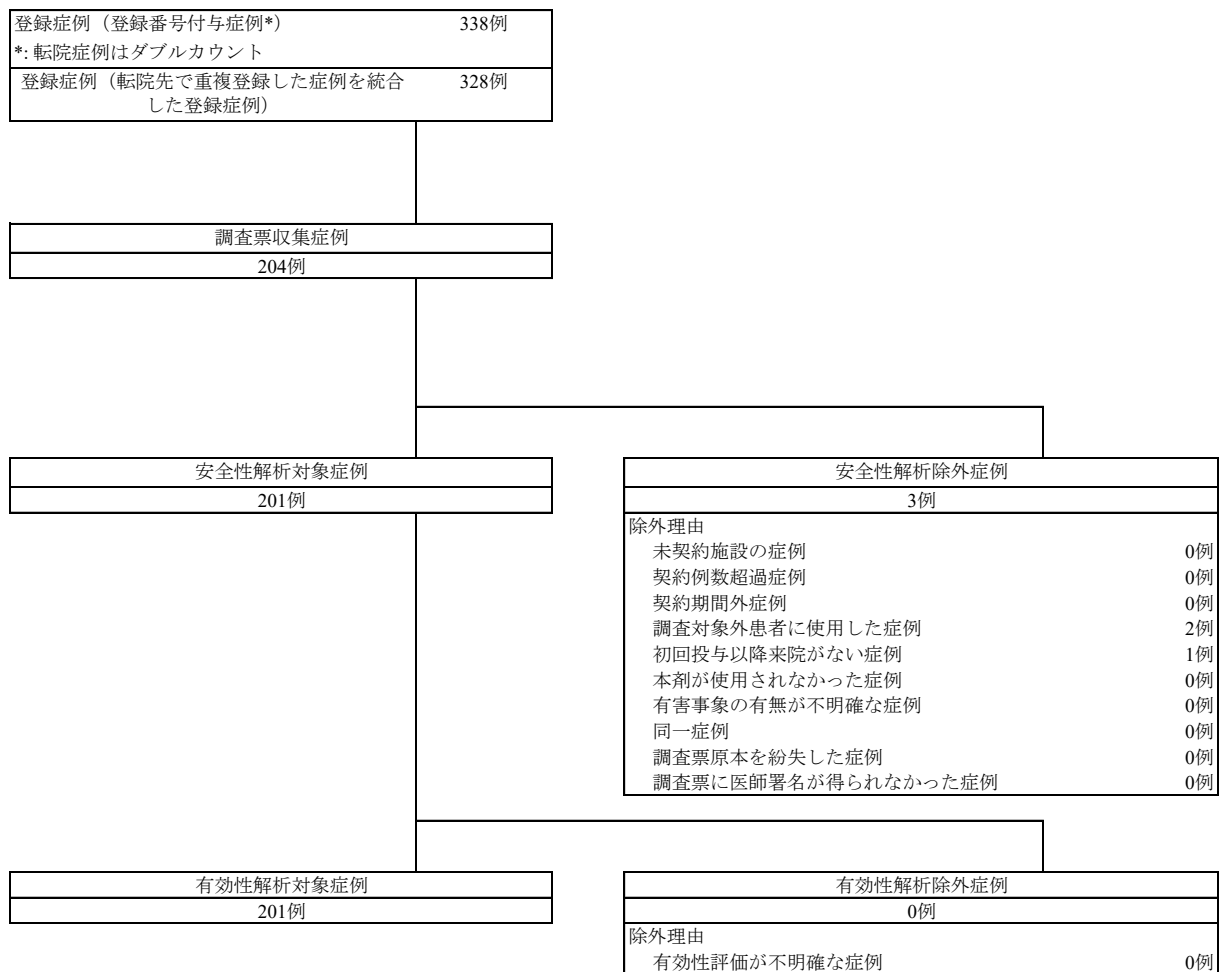 登録症例（登録番号付与症例*） 338例
*: 転院症例はダブルカウント
登録症例（転院先で重複登録した症例を統合 328例
した登録症例）
調査票収集症例
204例
安全性解析対象症例
201例
安全性解析除外症例
3例
除外理由
未契約施設の症例 0例
契約例数超過症例 0例
契約期間外症例 0例
調査対象外患者に使用した症例 2例
初回投与以降来院がない症例 1例
本剤が使用されなかった症例 0例
有害事象の有無が不明確な症例 0例
同一症例 0例
調査票原本を紛失した症例 0例
調査票に医師署名が得られなかった症例 0例
有効性解析対象症例
201例
有効性解析除外症例
0例
除外理由
有効性評価が不明確な症例 0例